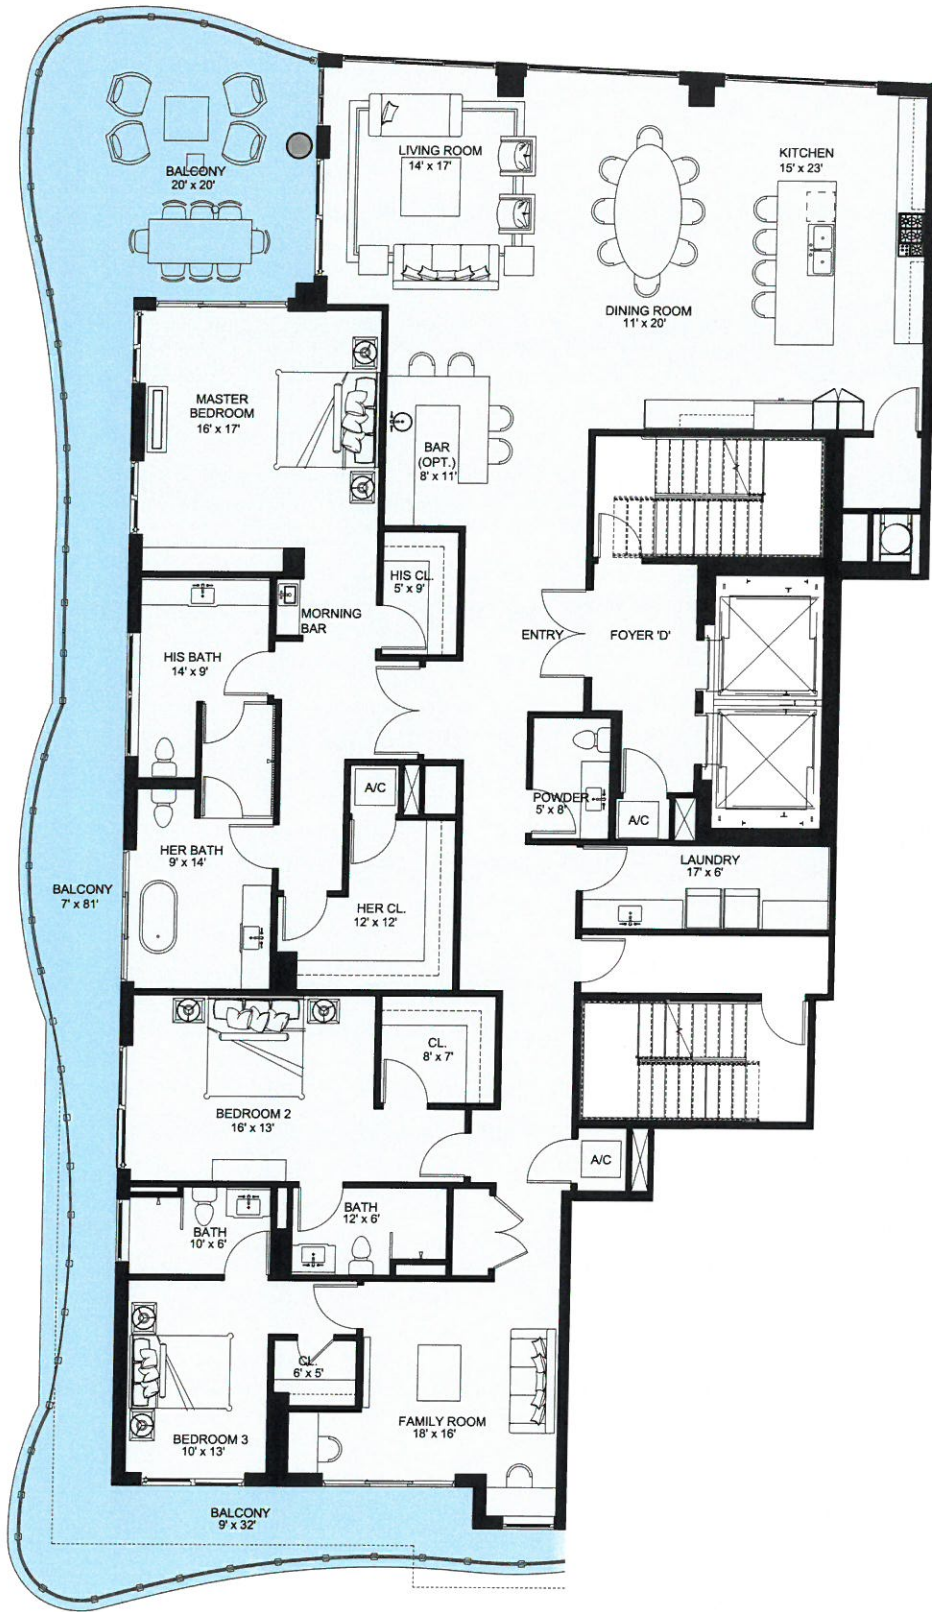 LIVING ROOM
14' x 17'
KITCHEN
15' x 23'
BALCONY
20' x 20'
DINING ROOM
11' x 20'
MASTER
BEDROOM
16' x 17'
BAR
(OPT.)
8' x 11'
HIS CL.
5' x 9'
MORNING
BAR
ENTRY
FOYER 'D'
HIS BATH
14' x 9'
A/C
POWDER
5' x 8'
A/C
HER BATH
9' x 14'
LAUNDRY
17' x 6'
BALCONY
7' x 81'
HER CL.
12' x 12'
CL.
8' x 7'
BEDROOM 2
16' x 13'
A/C
BATH
12' x 6'
BATH
10' x 6'
CL.
6' x 5'
FAMILY ROOM
18' x 16'
BEDROOM 3
10' x 13'
BALCONY
9' x 32'